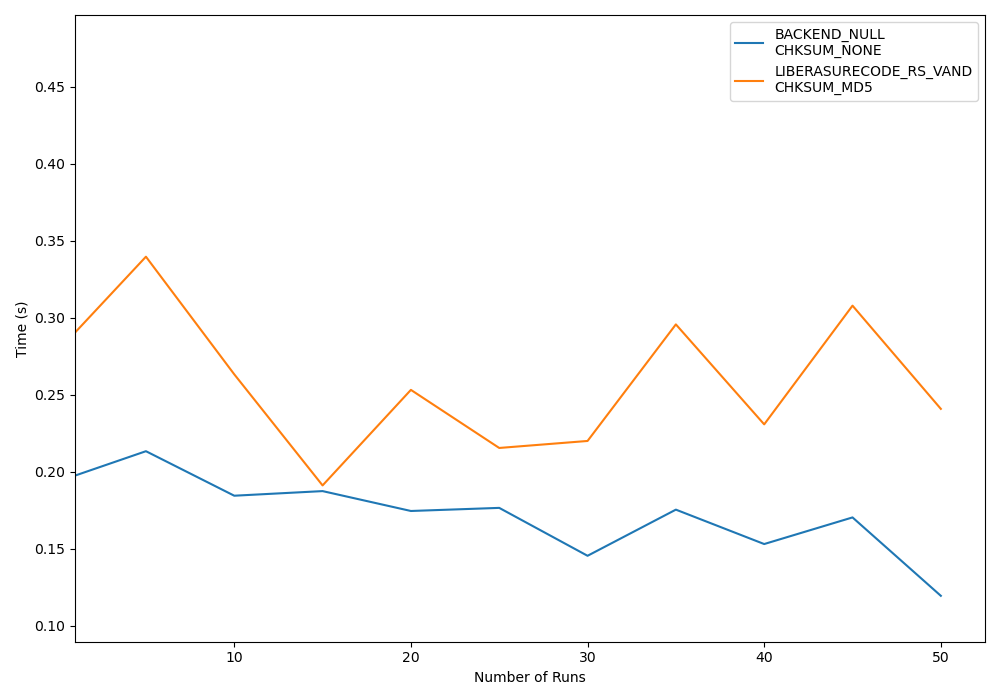 BACKEND_NULL
CHKSUM_NONE
LIBERASURECODE_RS_VAND
CHKSUM_MD5
0.45
0.40
0.35
0.30
0.25
0.20
0.15
0.10
Time (s)
10 20 30 40 50
Number of Runs